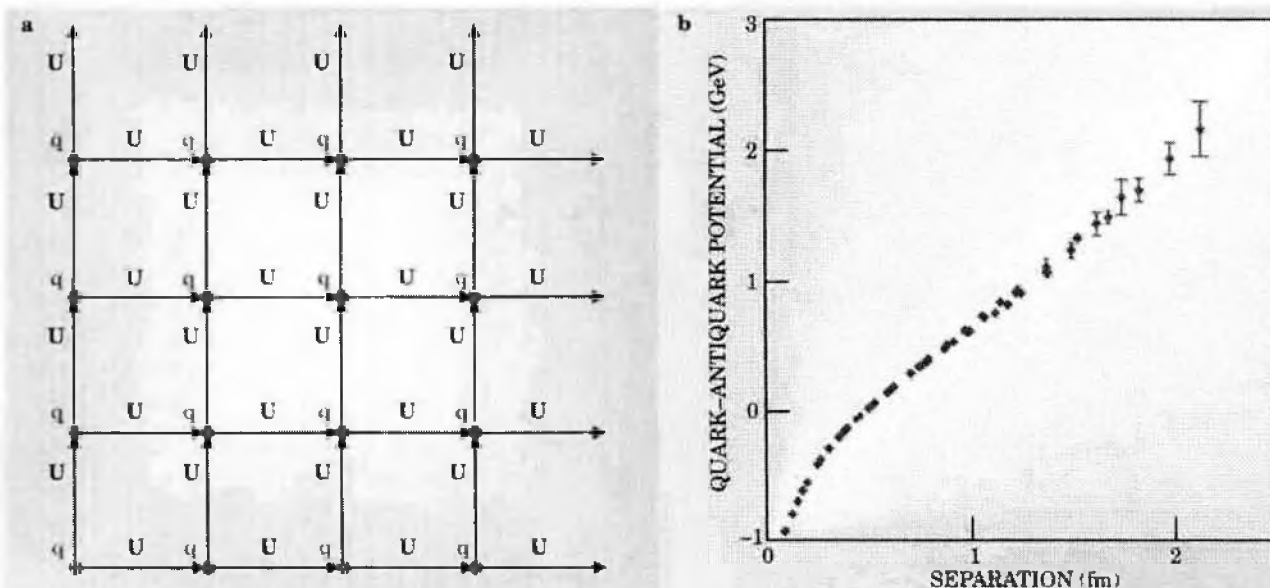 a
U U U U
q U q U q U q U
U U U U
q U q U q U q U
U U U U
q U q U q U q U
U U U U
q U q U q U q U
b
QUARK–ANTIQUARK POTENTIAL (GeV)
3
2
1
0
–1
0 1 2
SEPARATION (fm)